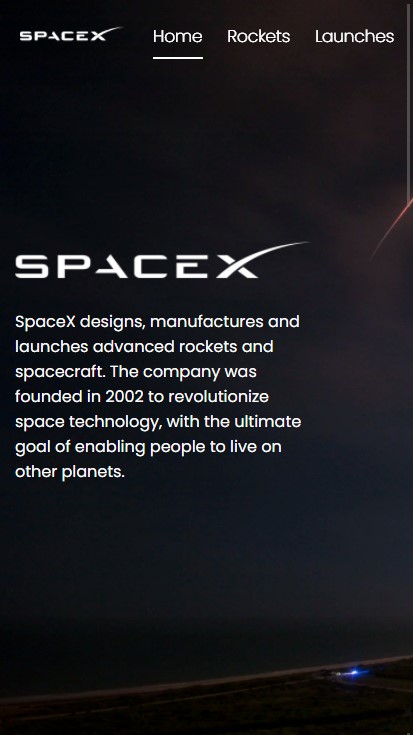 SPACEX
Home
Rockets
Launches
SPACEX
SpaceX designs, manufactures and
launches advanced rockets and
spacecraft. The company was
founded in 2002 to revolutionize
space technology, with the ultimate
goal of enabling people to live on
other planets.